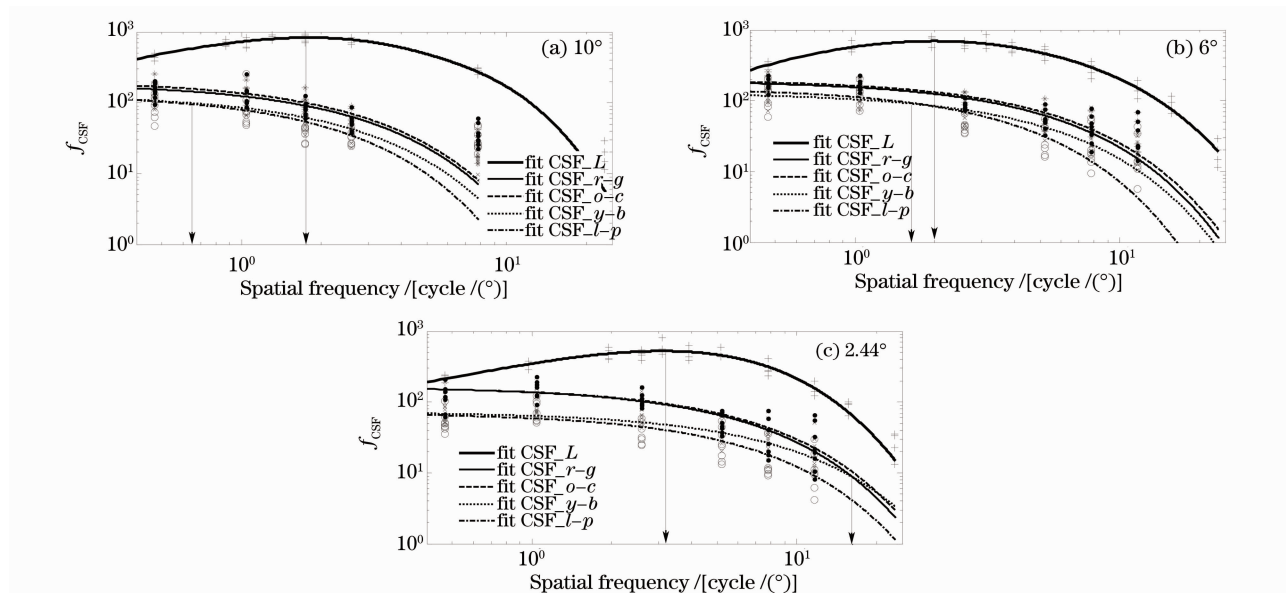 10³
(a) 10°
10²
f_CSF
10¹
fit CSF_L
fit CSF_r-g
fit CSF_o-c
fit CSF_y-b
fit CSF_l-p
10⁰
10⁰
10¹
Spatial frequency /[cycle /(°)]
10³
(b) 6°
10²
f_CSF
10¹
fit CSF_L
fit CSF_r-g
fit CSF_o-c
fit CSF_y-b
fit CSF_l-p
10⁰
10⁰
10¹
Spatial frequency /[cycle /(°)]
10³
(c) 2.44°
10²
f_CSF
10¹
fit CSF_L
fit CSF_r-g
fit CSF_o-c
fit CSF_y-b
fit CSF_l-p
10⁰
10⁰
10¹
Spatial frequency /[cycle /(°)]